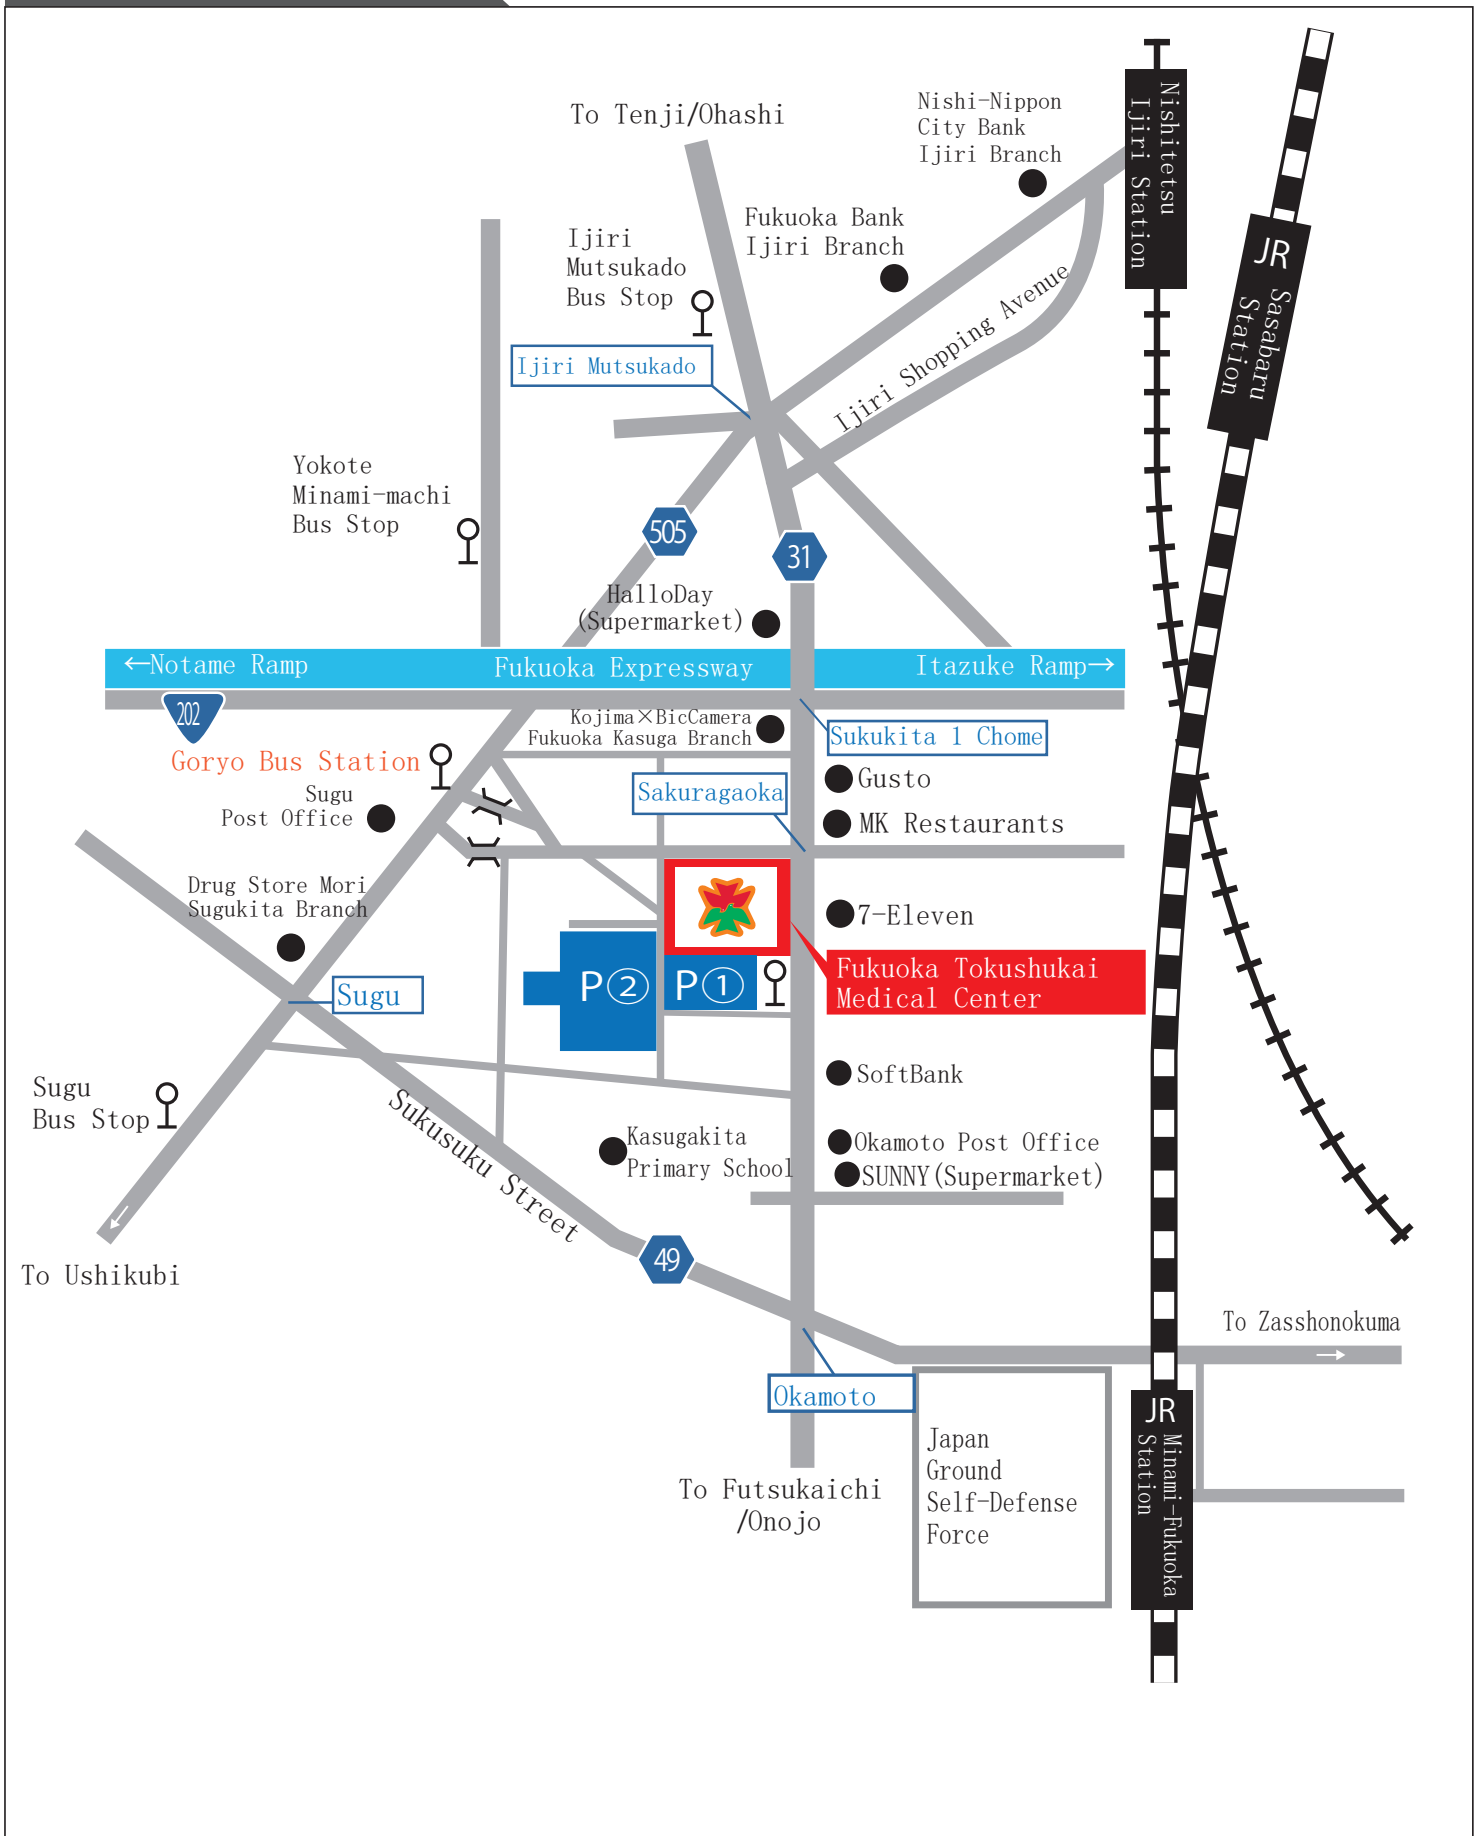 To Tenji/Ohashi
Nishi-Nippon
City Bank
Ijiri Branch
Nishitetsu
Ijiri Station
Fukuoka Bank
Ijiri Branch
Ijiri
Mutsukado
Bus Stop
JR
Sasabaru
Station
Ijiri Shopping Avenue
Ijiri Mutsukado
Yokote
Minami-machi
Bus Stop
505
31
HalloDay
(Supermarket)
←Notame Ramp
Fukuoka Expressway
Itazuke Ramp→
202
Kojima×BicCamera
Fukuoka Kasuga Branch
Sukukita 1 Chome
Goryo Bus Station
Sugu
Post Office
Sakuragaoka
Gusto
MK Restaurants
Drug Store Mori
Sugukita Branch
7-Eleven
Fukuoka Tokushukai
Medical Center
P②
P①
Sugu
Sugu
Bus Stop
SoftBank
Sukusuku Street
Kasugakita
Primary School
Okamoto Post Office
SUNNY(Supermarket)
To Ushikubi
49
To Zasshonokuma
Okamoto
JR
Minami-Fukuoka
Station
Japan
Ground
Self-Defense
Force
To Futsukaichi
/Onojo